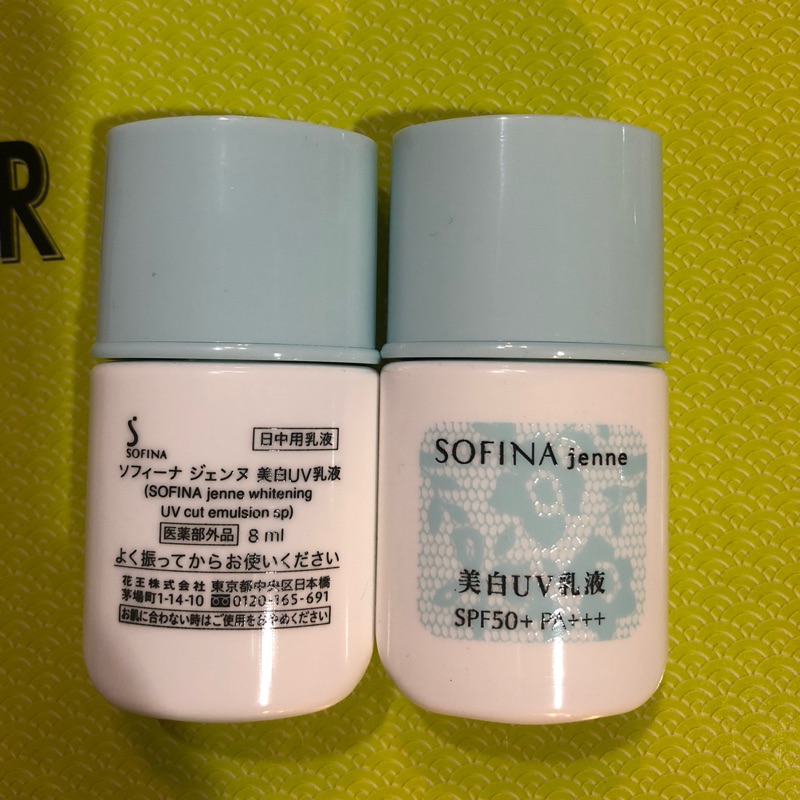 R
SOFINA
日中用乳液
ソフィーナ ジェンヌ 美白UV乳液
(SOFINA jenne whitening
UV cut emulsion sp)
医薬部外品 8 ml
よく振ってからお使いください
花王株式会社 東京都中央区日本橋
茅場町1-14-10 0120-165-691
お肌に合わない時はご使用をおやめください
SOFINA jenne
美白UV乳液
SPF50+ PA+++